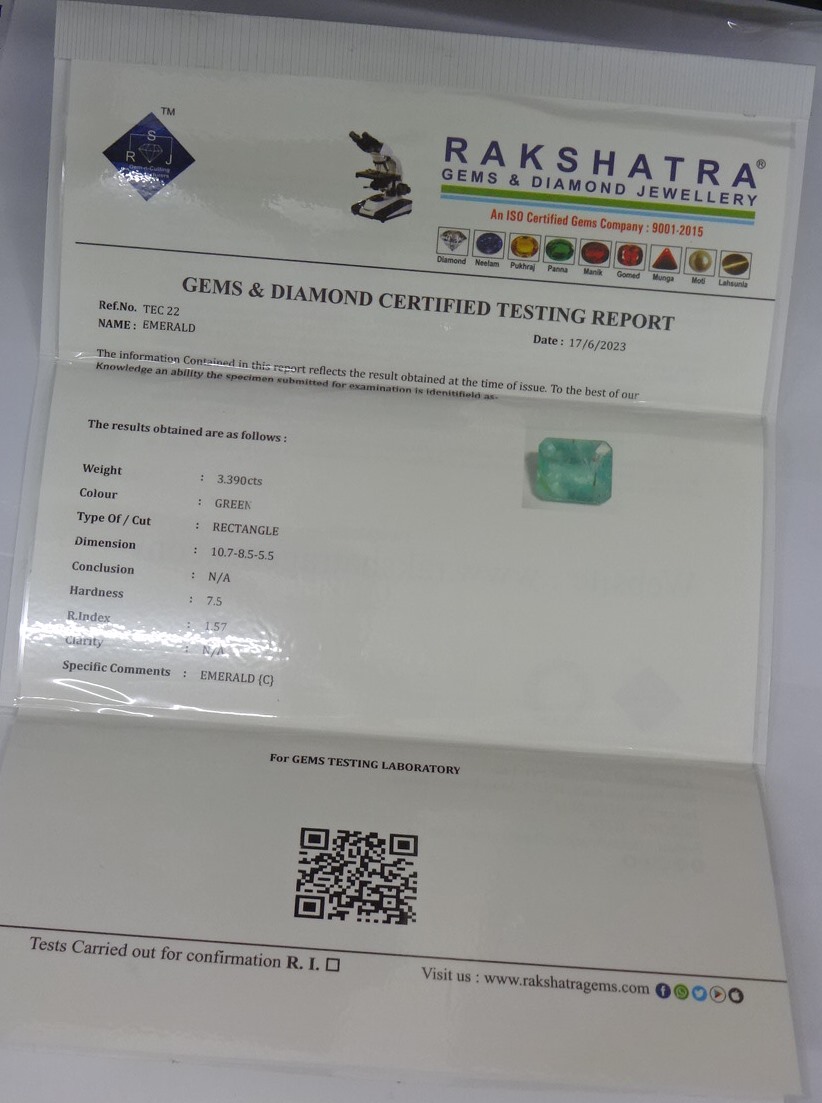 TM
S
R J
RAKSHATRA®
GEMS & DIAMOND JEWELLERY
An ISO Certified Gems Company : 9001-2015
Diamond Neelam Pukhraj Panna Manik Gomed Munga Moti Lahsunia
GEMS & DIAMOND CERTIFIED TESTING REPORT
Ref.No. TEC 22
NAME : EMERALD
Date : 17/6/2023
The information Contained in this report reflects the result obtained at the time of issue. To the best of our
Knowledge an ability the specimen submitted for examination is idenitifield as-
The results obtained are as follows :
Weight : 3.390cts
Colour : GREEN
Type Of / Cut : RECTANGLE
Dimension : 10.7-8.5-5.5
Conclusion : N/A
Hardness : 7.5
R.Index : 1.57
Clarity : N/A
Specific Comments : EMERALD {C}
For GEMS TESTING LABORATORY
Tests Carried out for confirmation R. I. ☐
Visit us : www.rakshatragems.com